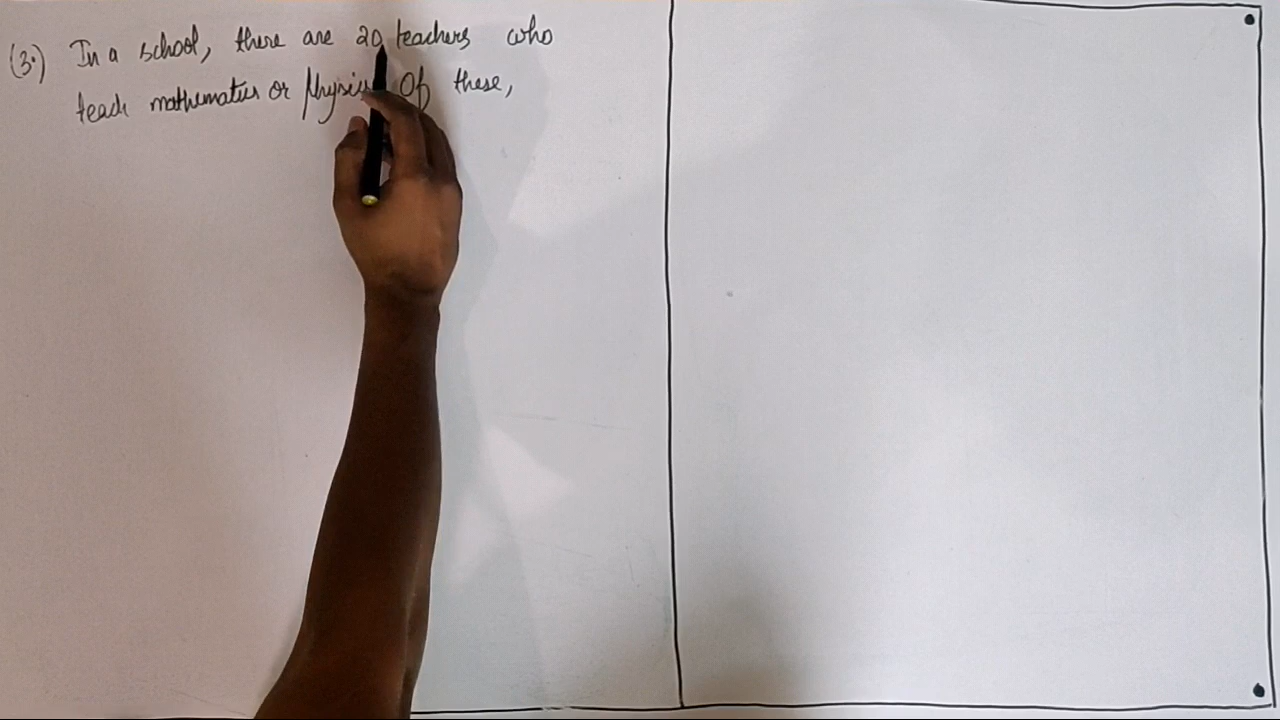 (3.) In a school, there are 20 teachers who
teach mathematics or Physics Of these,